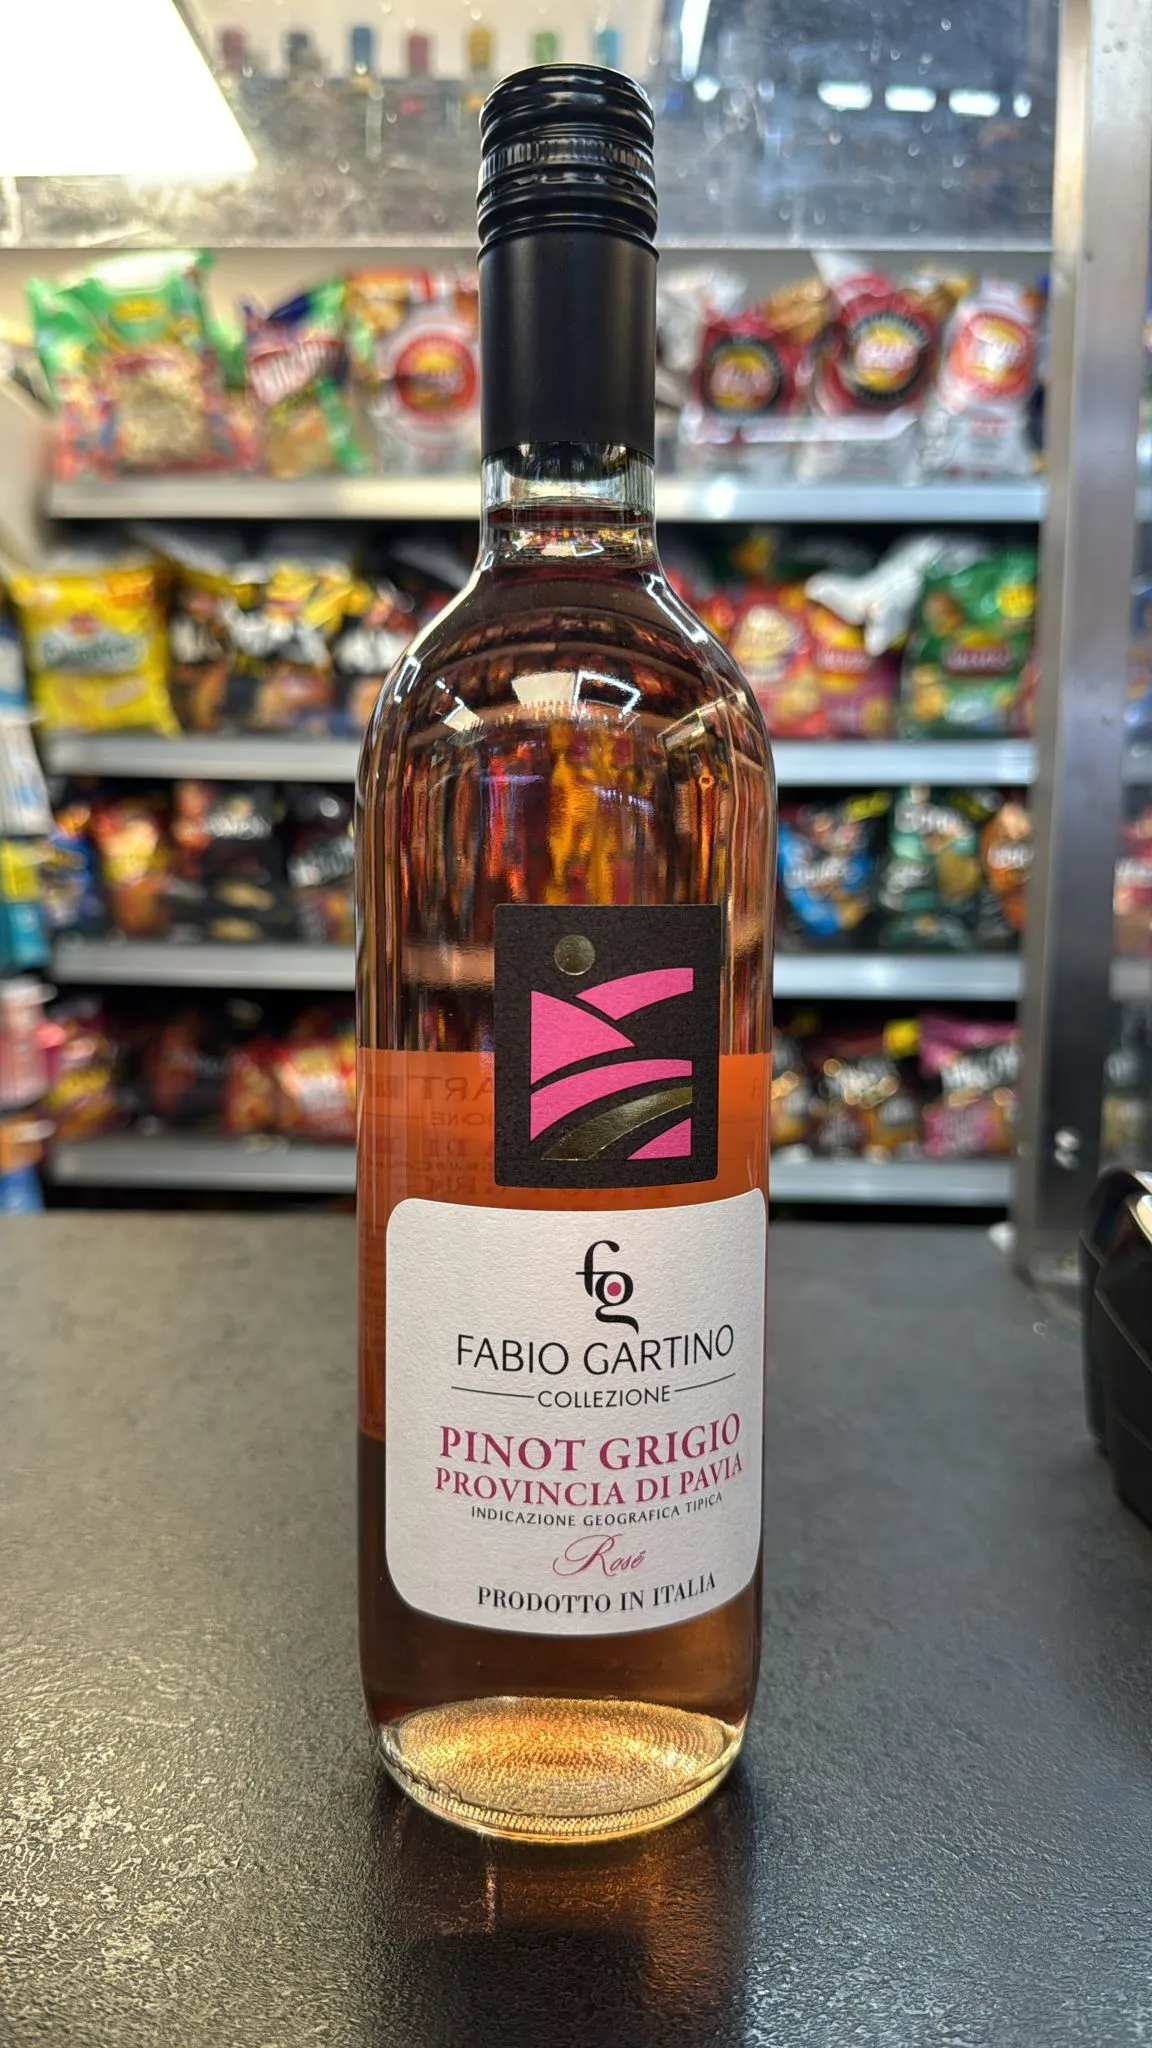 fg
FABIO GARTINO
COLLEZIONE
PINOT GRIGIO
PROVINCIA DI PAVIA
INDICAZIONE GEOGRAFICA TIPICA
Rosé
PRODOTTO IN ITALIA